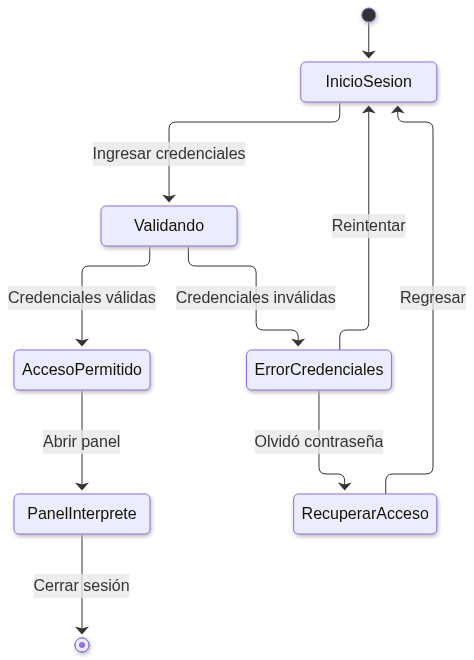 InicioSesion
Ingresar credenciales
Validando
Reintentar
Credenciales válidas
Credenciales inválidas
Regresar
AccesoPermitido
ErrorCredenciales
Abrir panel
Olvidó contraseña
PanelInterprete
RecuperarAcceso
Cerrar sesión